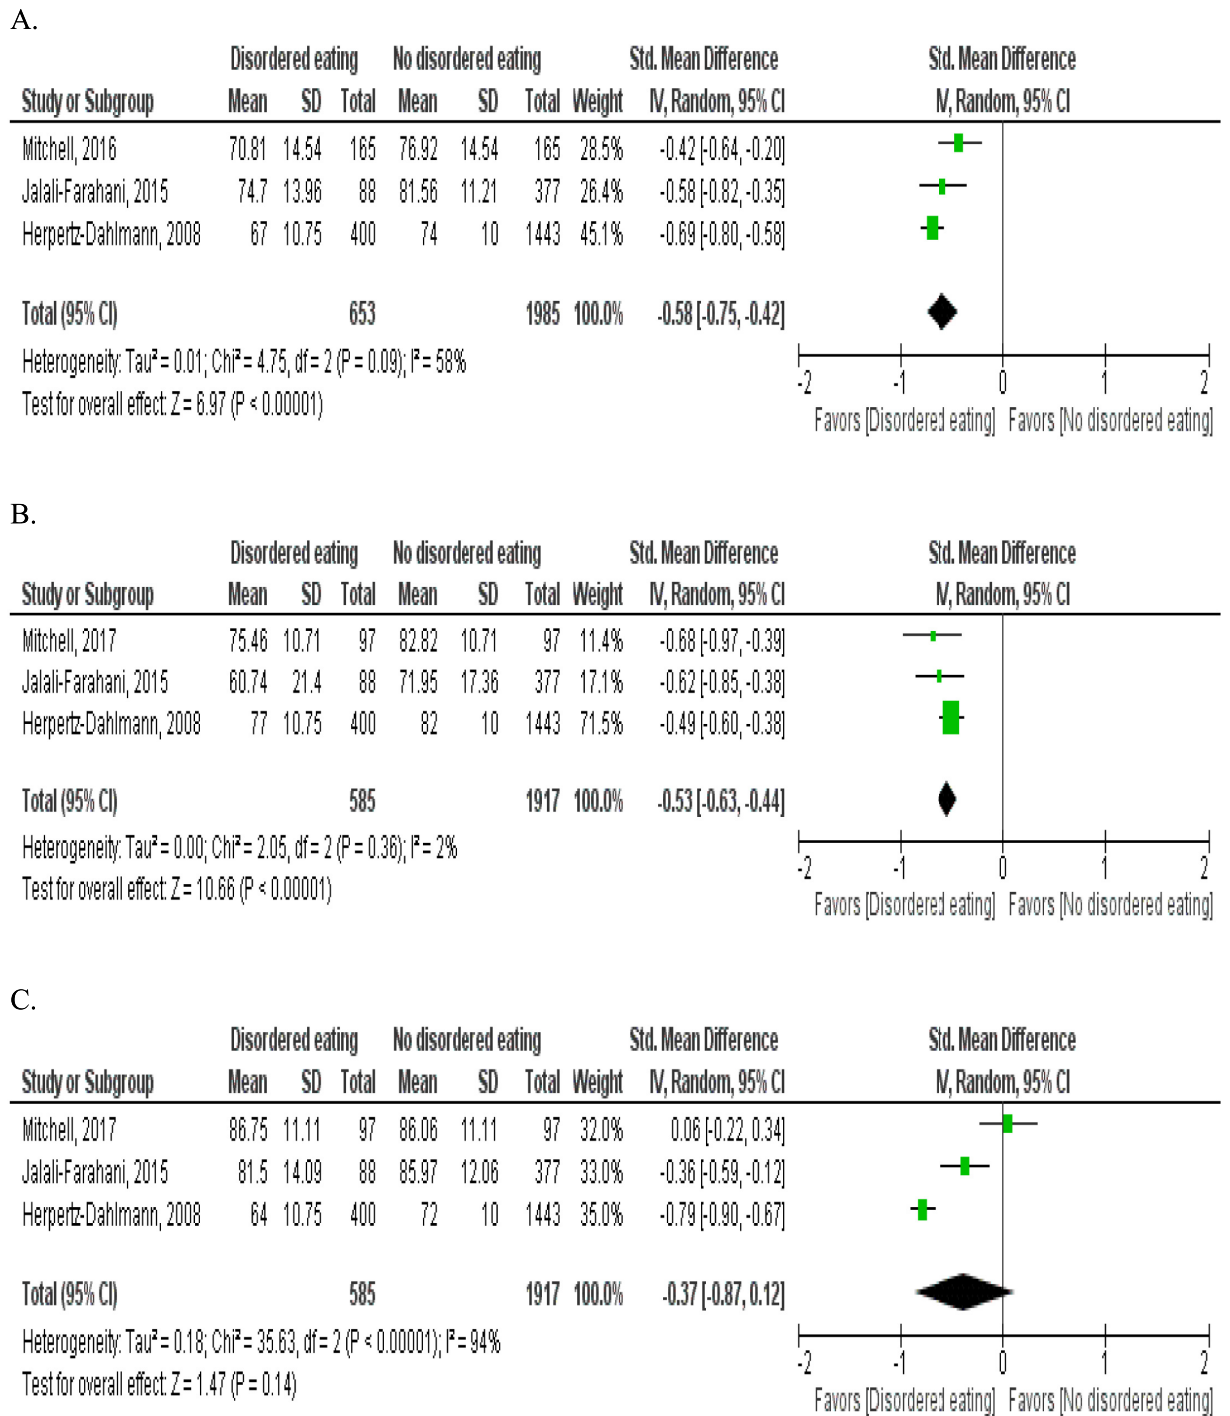 A.
Disordered eating No disordered eating Std. Mean Difference Std. Mean Difference
Study or Subgroup Mean SD Total Mean SD Total Weight IV, Random, 95% CI IV, Random, 95% CI
Mitchell, 2016 70.81 14.54 165 76.92 14.54 165 28.5% -0.42 [-0.64, -0.20]
Jalali-Farahani, 2015 74.7 13.96 88 81.56 11.21 377 26.4% -0.58 [-0.82, -0.35]
Herpertz-Dahlmann, 2008 67 10.75 400 74 10 1443 45.1% -0.69 [-0.80, -0.58]
Total (95% CI) 653 1985 100.0% -0.58 [-0.75, -0.42]
Heterogeneity: Tau² = 0.01; Chi² = 4.75, df = 2 (P = 0.09); I² = 58%
Test for overall effect: Z = 6.97 (P < 0.00001)
-2 -1 0 1 2
Favors [Disordered eating] Favors [No disordered eating]
B.
Disordered eating No disordered eating Std. Mean Difference Std. Mean Difference
Study or Subgroup Mean SD Total Mean SD Total Weight IV, Random, 95% CI IV, Random, 95% CI
Mitchell, 2017 75.46 10.71 97 82.82 10.71 97 11.4% -0.68 [-0.97, -0.39]
Jalali-Farahani, 2015 60.74 21.4 88 71.95 17.36 377 17.1% -0.62 [-0.85, -0.38]
Herpertz-Dahlmann, 2008 77 10.75 400 82 10 1443 71.5% -0.49 [-0.60, -0.38]
Total (95% CI) 585 1917 100.0% -0.53 [-0.63, -0.44]
Heterogeneity: Tau² = 0.00; Chi² = 2.05, df = 2 (P = 0.36); I² = 2%
Test for overall effect: Z = 10.66 (P < 0.00001)
-2 -1 0 1 2
Favors [Disordered eating] Favors [No disordered eating]
C.
Disordered eating No disordered eating Std. Mean Difference Std. Mean Difference
Study or Subgroup Mean SD Total Mean SD Total Weight IV, Random, 95% CI IV, Random, 95% CI
Mitchell, 2017 86.75 11.11 97 86.06 11.11 97 32.0% 0.06 [-0.22, 0.34]
Jalali-Farahani, 2015 81.5 14.09 88 85.97 12.06 377 33.0% -0.36 [-0.59, -0.12]
Herpertz-Dahlmann, 2008 64 10.75 400 72 10 1443 35.0% -0.79 [-0.90, -0.67]
Total (95% CI) 585 1917 100.0% -0.37 [-0.87, 0.12]
Heterogeneity: Tau² = 0.18; Chi² = 35.63, df = 2 (P < 0.00001); I² = 94%
Test for overall effect: Z = 1.47 (P = 0.14)
-2 -1 0 1 2
Favors [Disordered eating] Favors [No disordered eating]